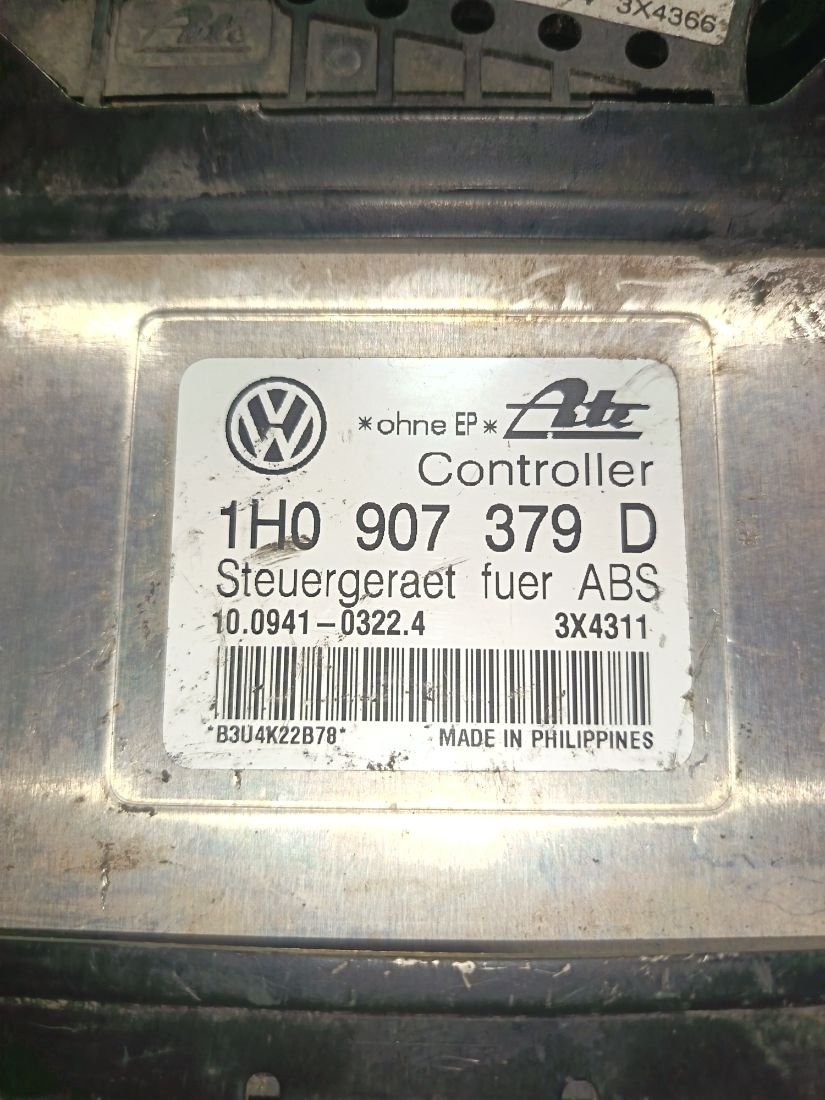 3X4366
Ate
*ohne EP* Ate
Controller
1H0 907 379 D
Steuergeraet fuer ABS
10.0941-0322.4 3X4311
*B3U4K22B78* MADE IN PHILIPPINES